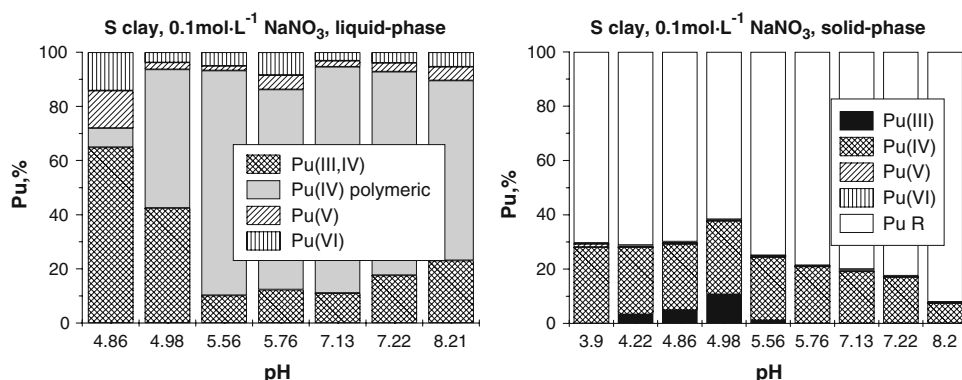 S clay, 0.1mol·L⁻¹ NaNO₃, liquid-phase
100
80
60
40
20
0
Pu,%
Pu(III,IV)
Pu(IV) polymeric
Pu(V)
Pu(VI)
4.86 4.98 5.56 5.76 7.13 7.22 8.21
pH
S clay, 0.1mol·L⁻¹ NaNO₃, solid-phase
100
80
60
40
20
0
Pu,%
Pu(III)
Pu(IV)
Pu(V)
Pu(VI)
Pu R
3.9 4.22 4.86 4.98 5.56 5.76 7.13 7.22 8.2
pH